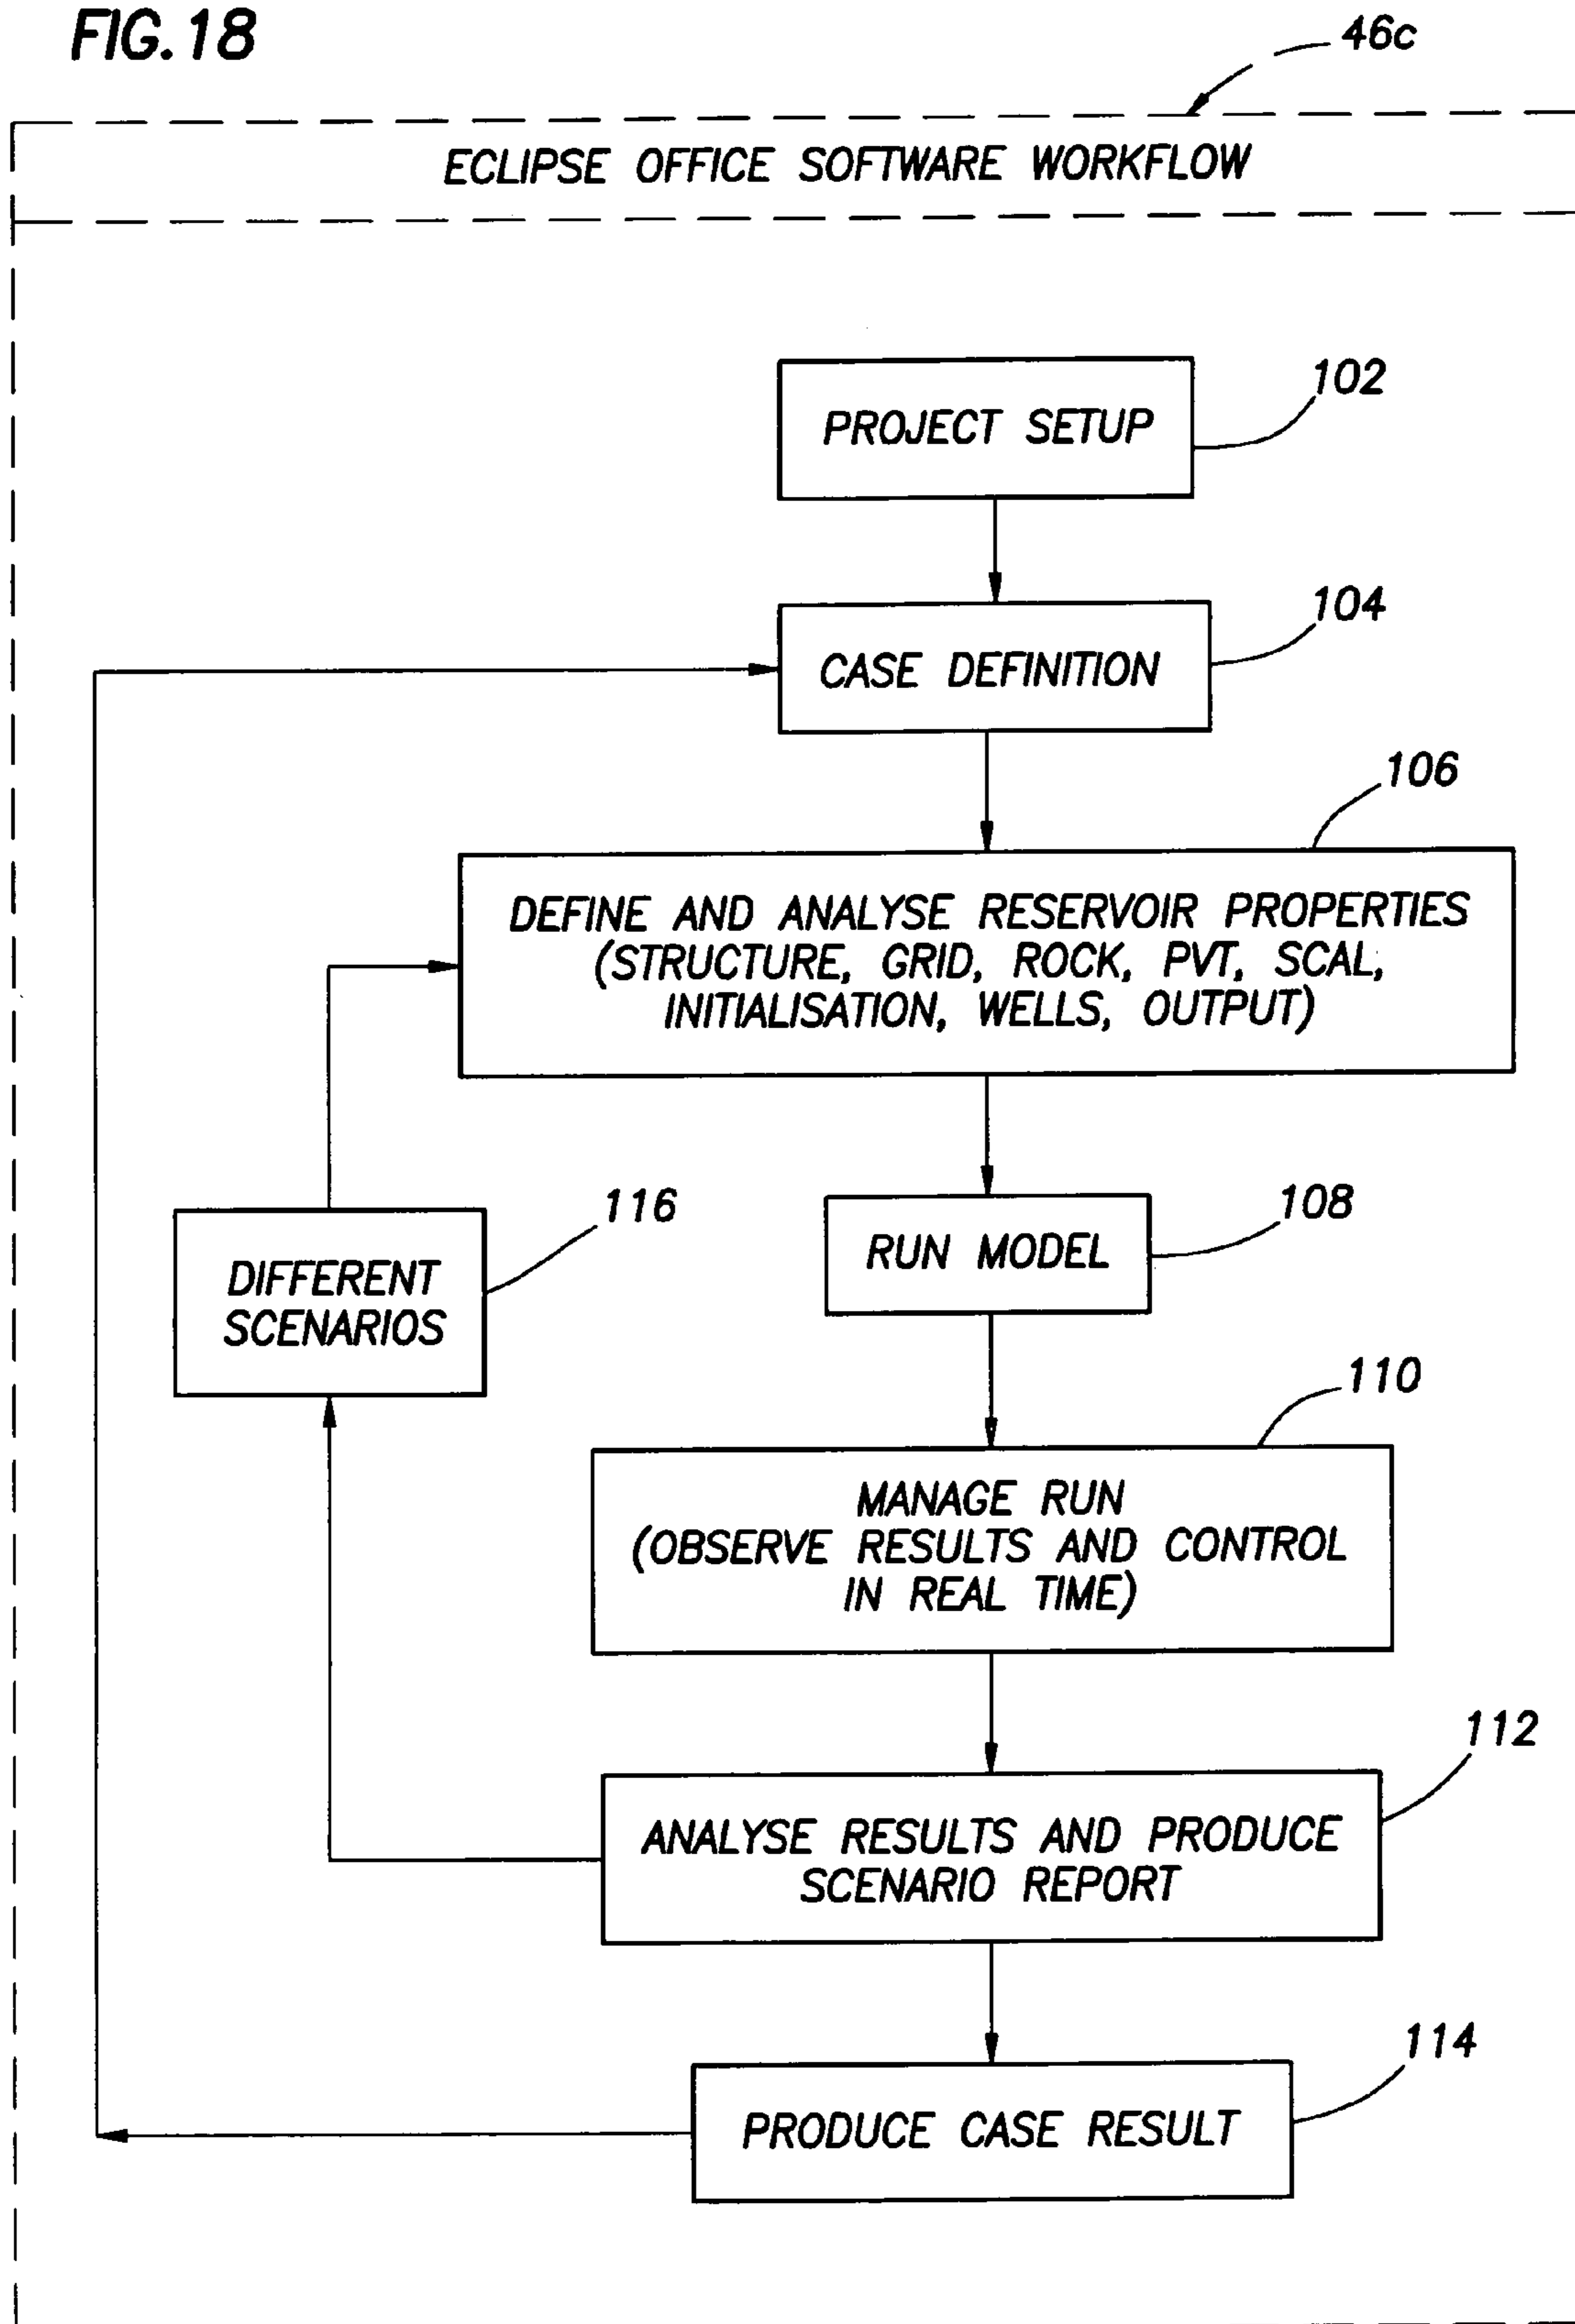 FIG. 18
46c
ECLIPSE OFFICE SOFTWARE WORKFLOW
102
PROJECT SETUP
104
CASE DEFINITION
106
DEFINE AND ANALYSE RESERVOIR PROPERTIES
(STRUCTURE, GRID, ROCK, PVT, SCAL,
INITIALISATION, WELLS, OUTPUT)
116
108
RUN MODEL
DIFFERENT
SCENARIOS
110
MANAGE RUN
(OBSERVE RESULTS AND CONTROL
IN REAL TIME)
112
ANALYSE RESULTS AND PRODUCE
SCENARIO REPORT
114
PRODUCE CASE RESULT